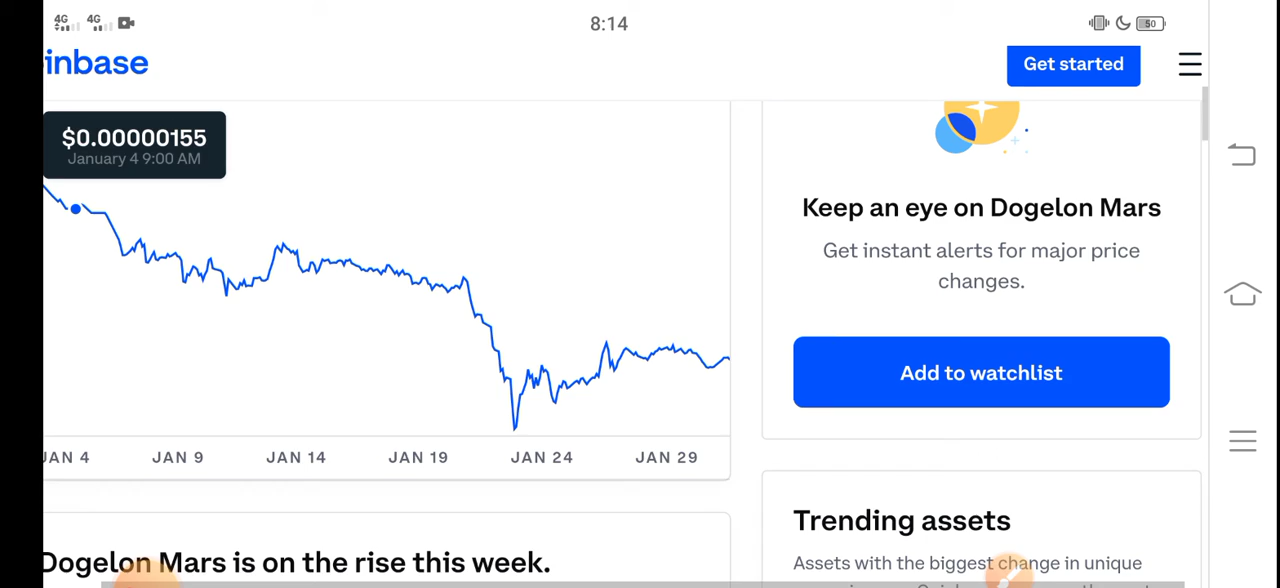 4G 4G 8:14 50
inbase Get started
$0.00000155
January 4 9:00 AM
Keep an eye on Dogelon Mars
Get instant alerts for major price
changes.
Add to watchlist
JAN 4 JAN 9 JAN 14 JAN 19 JAN 24 JAN 29
Dogelon Mars is on the rise this week.
Trending assets
Assets with the biggest change in unique